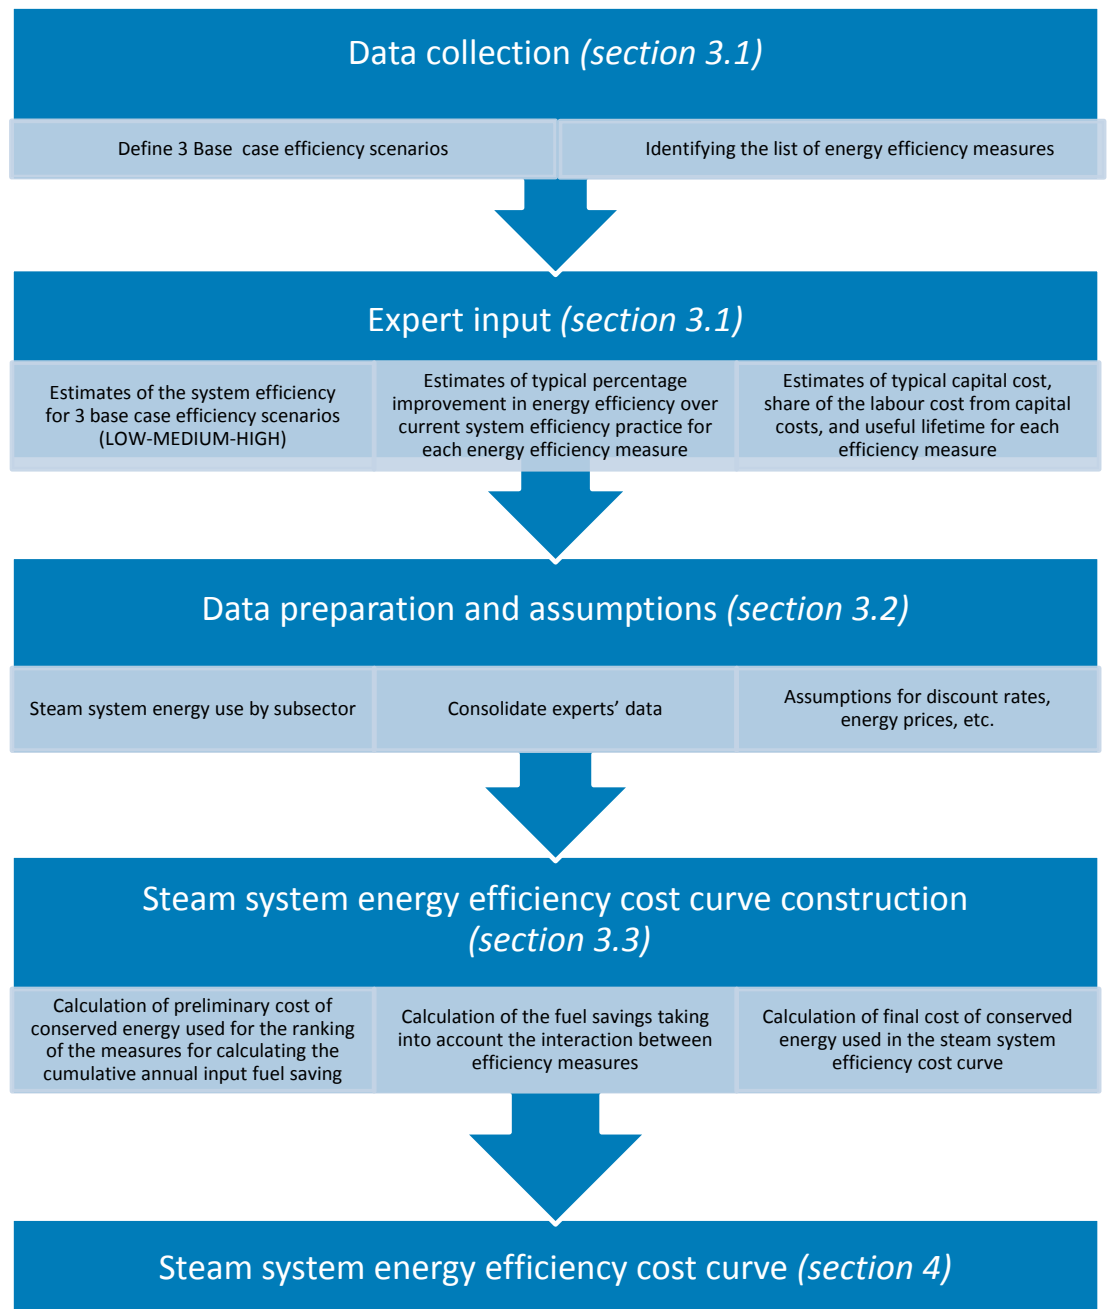 Data collection (section 3.1)
Define 3 Base  case efficiency scenarios
Identifying the list of energy efficiency measures
Expert input (section 3.1)
Estimates of the system efficiency
for 3 base case efficiency scenarios
(LOW-MEDIUM-HIGH)
Estimates of typical percentage
improvement in energy efficiency over
current system efficiency practice for
each energy efficiency measure
Estimates of typical capital cost,
share of the labour cost from capital
costs, and useful lifetime for each
efficiency measure
Data preparation and assumptions (section 3.2)
Steam system energy use by subsector
Consolidate experts’ data
Assumptions for discount rates,
energy prices, etc.
Steam system energy efficiency cost curve construction
(section 3.3)
Calculation of preliminary cost of
conserved energy used for the ranking
of the measures for calculating the
cumulative annual input fuel saving
Calculation of the fuel savings taking
into account the interaction between
efficiency measures
Calculation of final cost of conserved
energy used in the steam system
efficiency cost curve
Steam system energy efficiency cost curve (section 4)